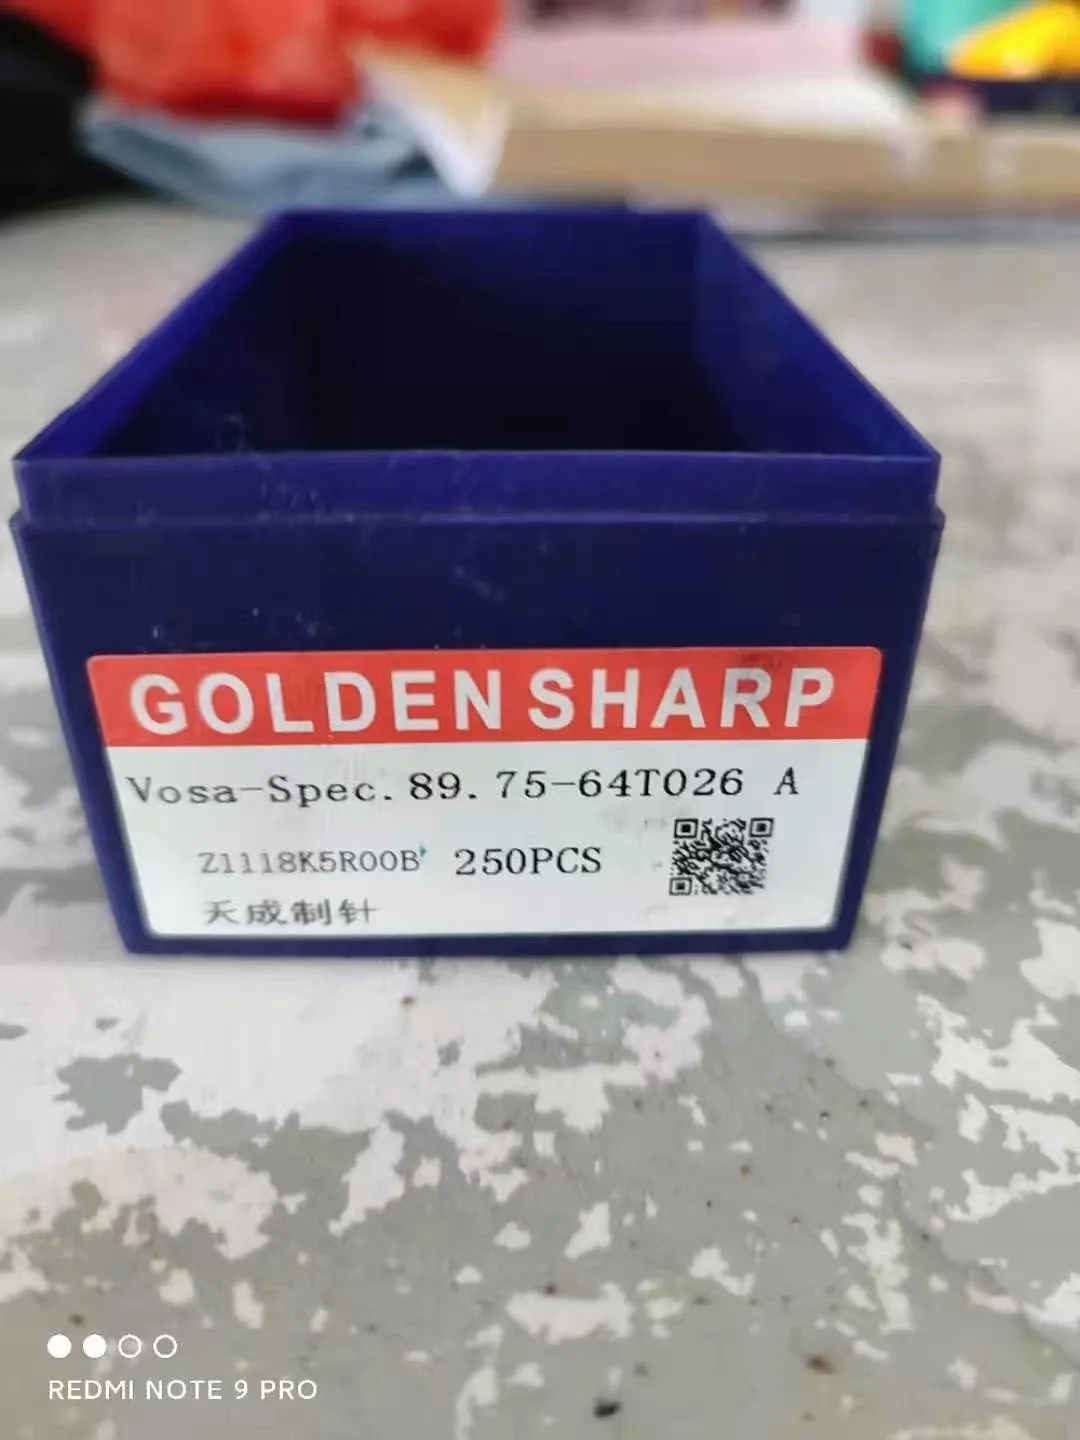 GOLDEN SHARP
Vosa-Spec. 89. 75-64T026 A
Z1118K5R00B 250PCS
天成制针
REDMI NOTE 9 PRO